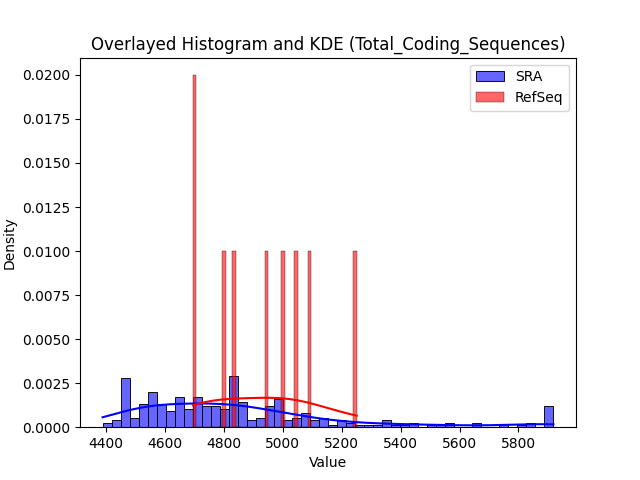 Overlayed Histogram and KDE (Total_Coding_Sequences)
SRA
RefSeq
0.0200
0.0175
0.0150
0.0125
0.0100
0.0075
0.0050
0.0025
0.0000
Density
4400 4600 4800 5000 5200 5400 5600 5800
Value